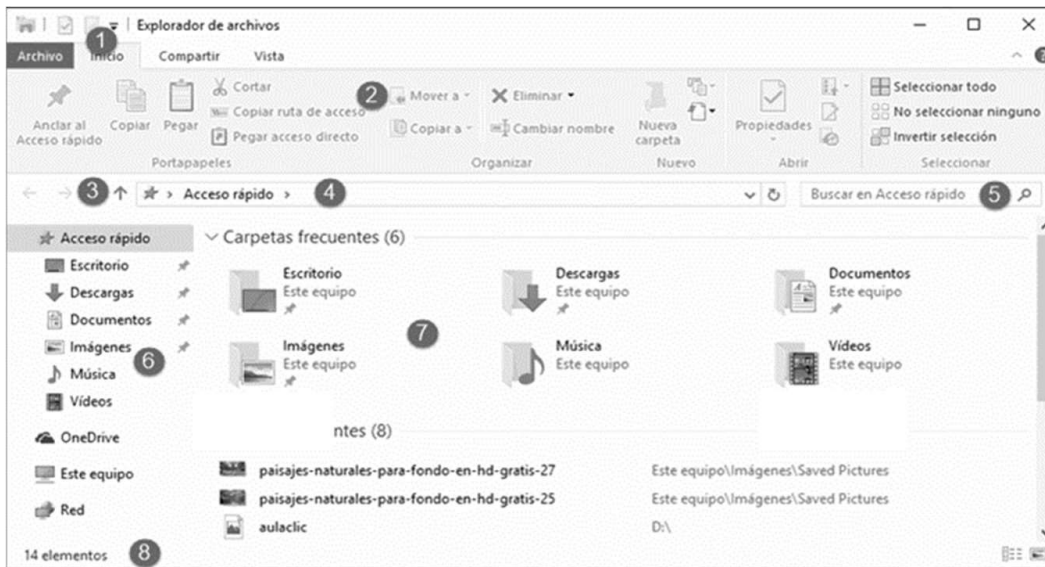 Explorador de archivos
1
Archivo Inicio Compartir Vista
Anclar al
Acceso rápido
Copiar
Pegar
Cortar
Copiar ruta de acceso
Pegar acceso directo
Portapapeles
2
Mover a
Copiar a
Eliminar
Cambiar nombre
Organizar
Nueva
carpeta
Nuevo
Propiedades
Abrir
Seleccionar todo
No seleccionar ninguno
Invertir selección
Seleccionar
3
Acceso rápido
4
Buscar en Acceso rápido
5
Acceso rápido
Escritorio
Descargas
Documentos
Imágenes
6
Música
Vídeos
OneDrive
Este equipo
Red
Carpetas frecuentes (6)
Escritorio
Este equipo
Descargas
Este equipo
Documentos
Este equipo
7
Imágenes
Este equipo
Música
Este equipo
Vídeos
Este equipo
ntes (8)
paisajes-naturales-para-fondo-en-hd-gratis-27 Este equipo\Imágenes\Saved Pictures
paisajes-naturales-para-fondo-en-hd-gratis-25 Este equipo\Imágenes\Saved Pictures
aulaclic D:\
14 elementos
8